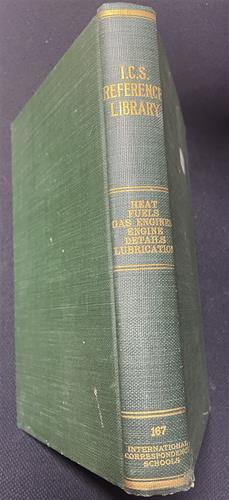 I.C.S.
REFERENCE
LIBRARY
HEAT
FUELS
GAS ENGINES
ENGINE
DETAILS
LUBRICATION
167
INTERNATIONAL
CORRESPONDENCE
SCHOOLS